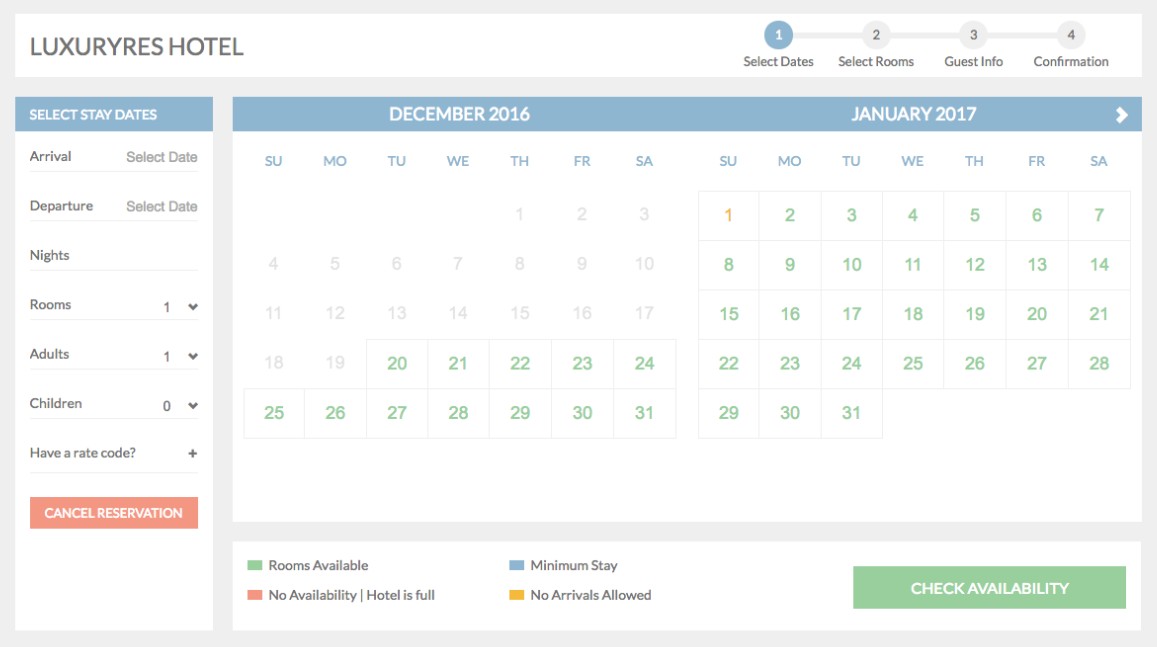 LUXURYRES HOTEL
1 2 3 4
Select Dates Select Rooms Guest Info Confirmation
SELECT STAY DATES
Arrival Select Date
Departure Select Date
Nights
Rooms 1
Adults 1
Children 0
Have a rate code? +
CANCEL RESERVATION
DECEMBER 2016
SU MO TU WE TH FR SA
1 2 3
4 5 6 7 8 9 10
11 12 13 14 15 16 17
18 19 20 21 22 23 24
25 26 27 28 29 30 31
JANUARY 2017
SU MO TU WE TH FR SA
1 2 3 4 5 6 7
8 9 10 11 12 13 14
15 16 17 18 19 20 21
22 23 24 25 26 27 28
29 30 31
Rooms Available
No Availability | Hotel is full
Minimum Stay
No Arrivals Allowed
CHECK AVAILABILITY